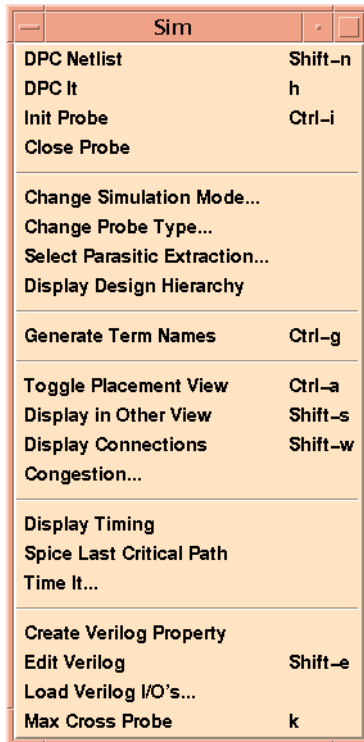 Sim
DPC Netlist Shift-n
DPC It h
Init Probe Ctrl-i
Close Probe
Change Simulation Mode...
Change Probe Type...
Select Parasitic Extraction...
Display Design Hierarchy
Generate Term Names Ctrl-g
Toggle Placement View Ctrl-a
Display in Other View Shift-s
Display Connections Shift-w
Congestion...
Display Timing
Spice Last Critical Path
Time It...
Create Verilog Property
Edit Verilog Shift-e
Load Verilog I/O's...
Max Cross Probe k